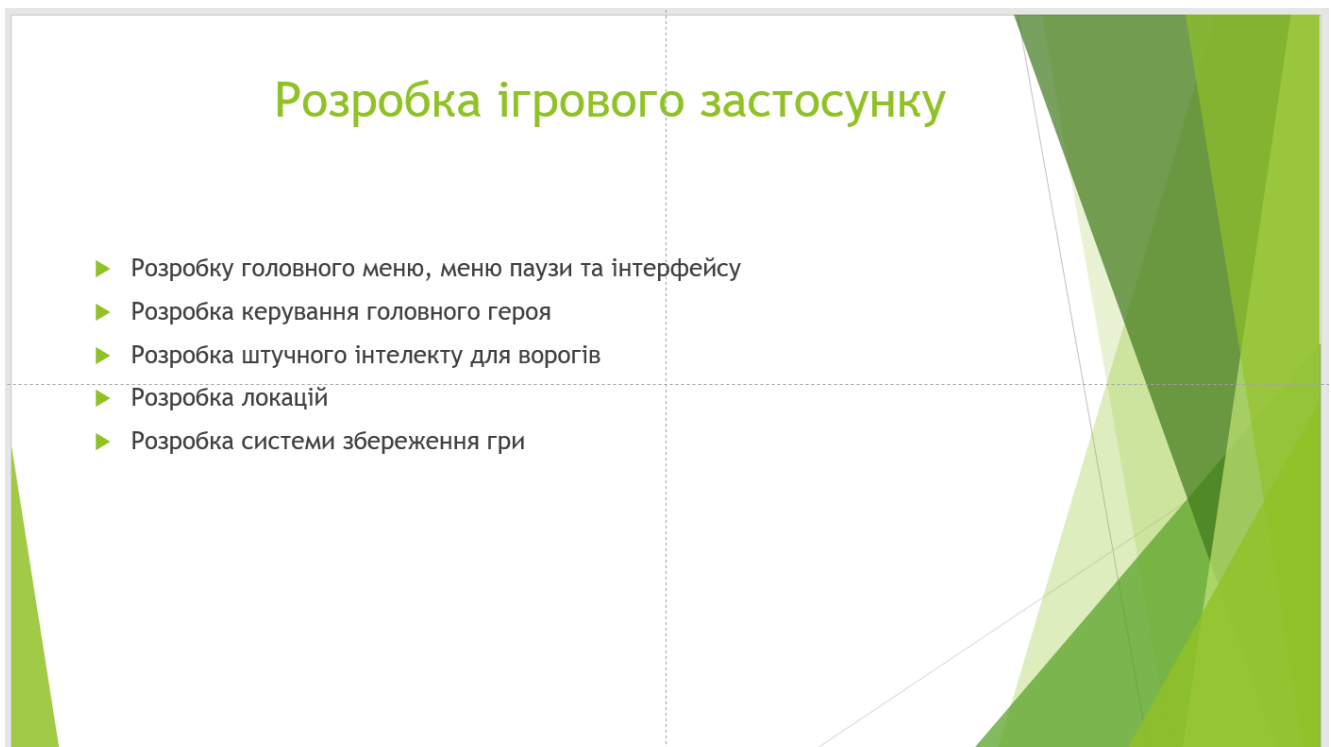 Розробка ігрового застосунку
Розробку головного меню, меню паузи та інтерфейсу
Розробка керування головного героя
Розробка штучного інтелекту для ворогів
Розробка локацій
Розробка системи збереження гри